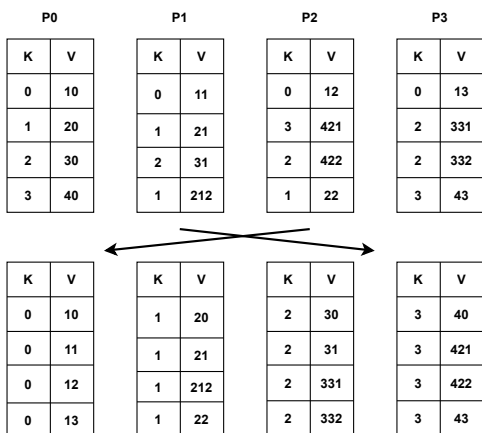 P0 P1 P2 P3
K V K V K V K V
0 10 0 11 0 12 0 13
1 20 1 21 3 421 2 331
2 30 2 31 2 422 2 332
3 40 1 212 1 22 3 43
K V K V K V K V
0 10 1 20 2 30 3 40
0 11 1 21 2 31 3 421
0 12 1 212 2 331 3 422
0 13 1 22 2 332 3 43